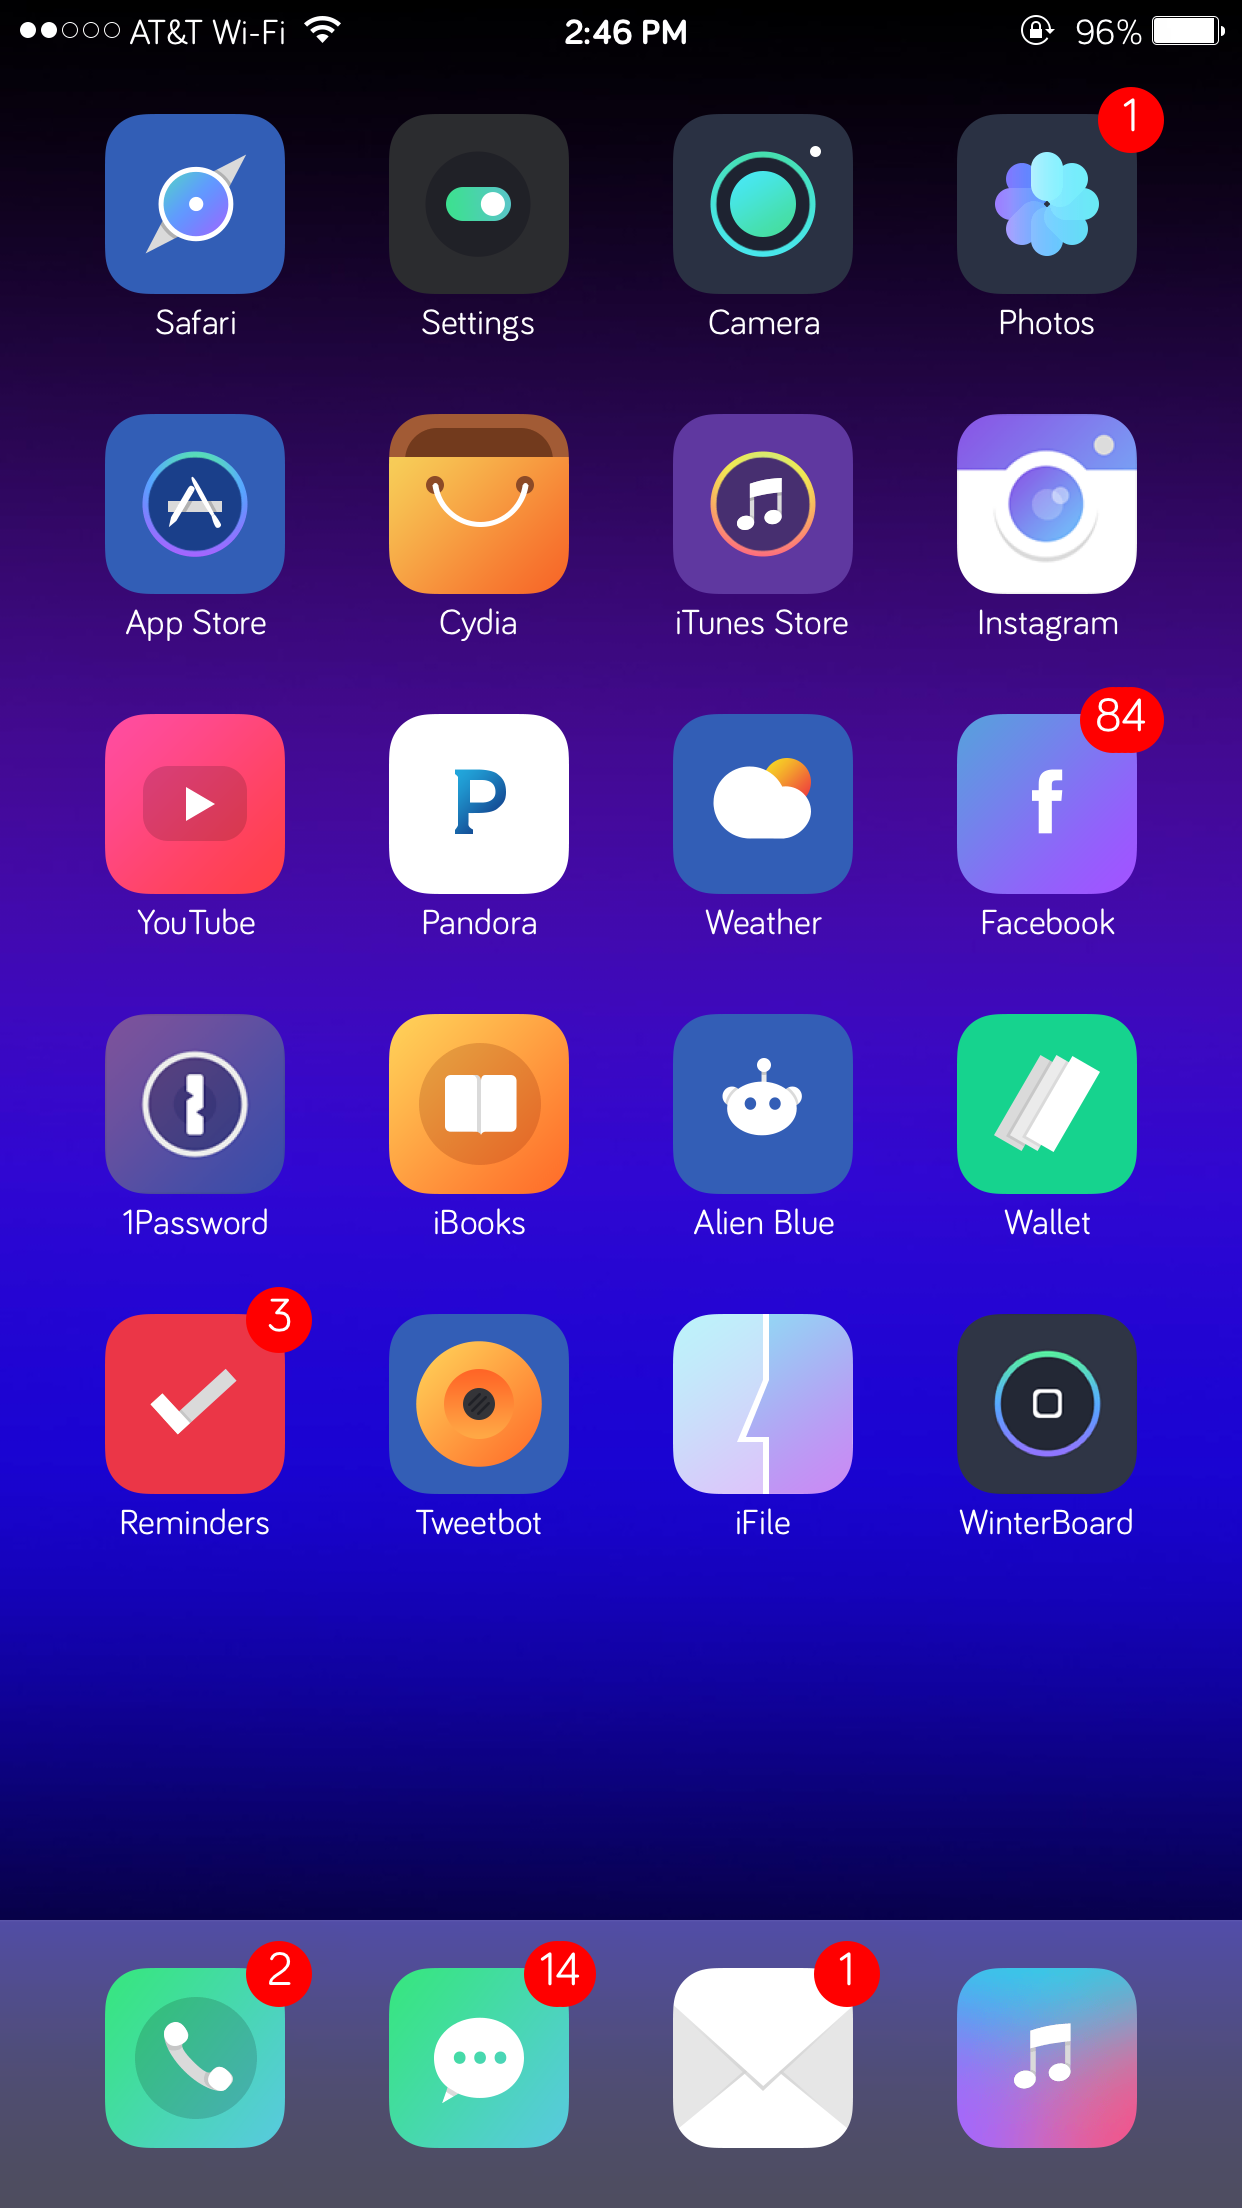 AT&T Wi-Fi 2:46 PM 96%
1
Safari Settings Camera Photos
App Store Cydia iTunes Store Instagram
84
P f
YouTube Pandora Weather Facebook
1Password iBooks Alien Blue Wallet
3
Reminders Tweetbot iFile WinterBoard
2 14 1